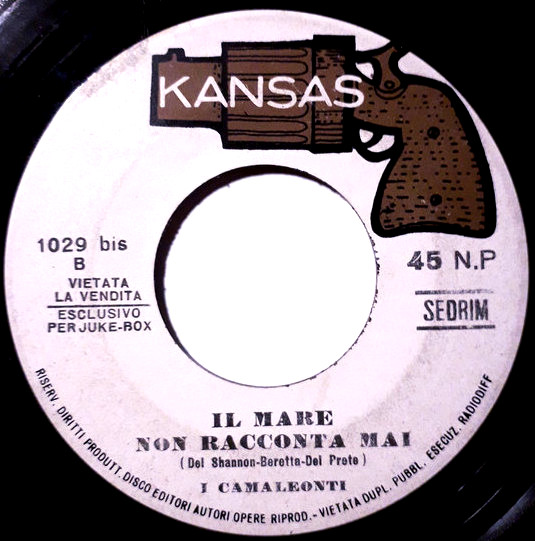 KANSAS
1029 bis
B
VIETATA
LA VENDITA
ESCLUSIVO
PER JUKE-BOX
45 N.P
SEDRIM
IL MARE
NON RACCONTA MAI
(Del Shannon-Beretta-Del Prete)
I CAMALEONTI
RISERV. DIRITTI PRODUTT. DISCO EDITORI AUTORI OPERE RIPROD.-VIETATA DUPL. PUBBL. ESECUZ. RADIODIFF